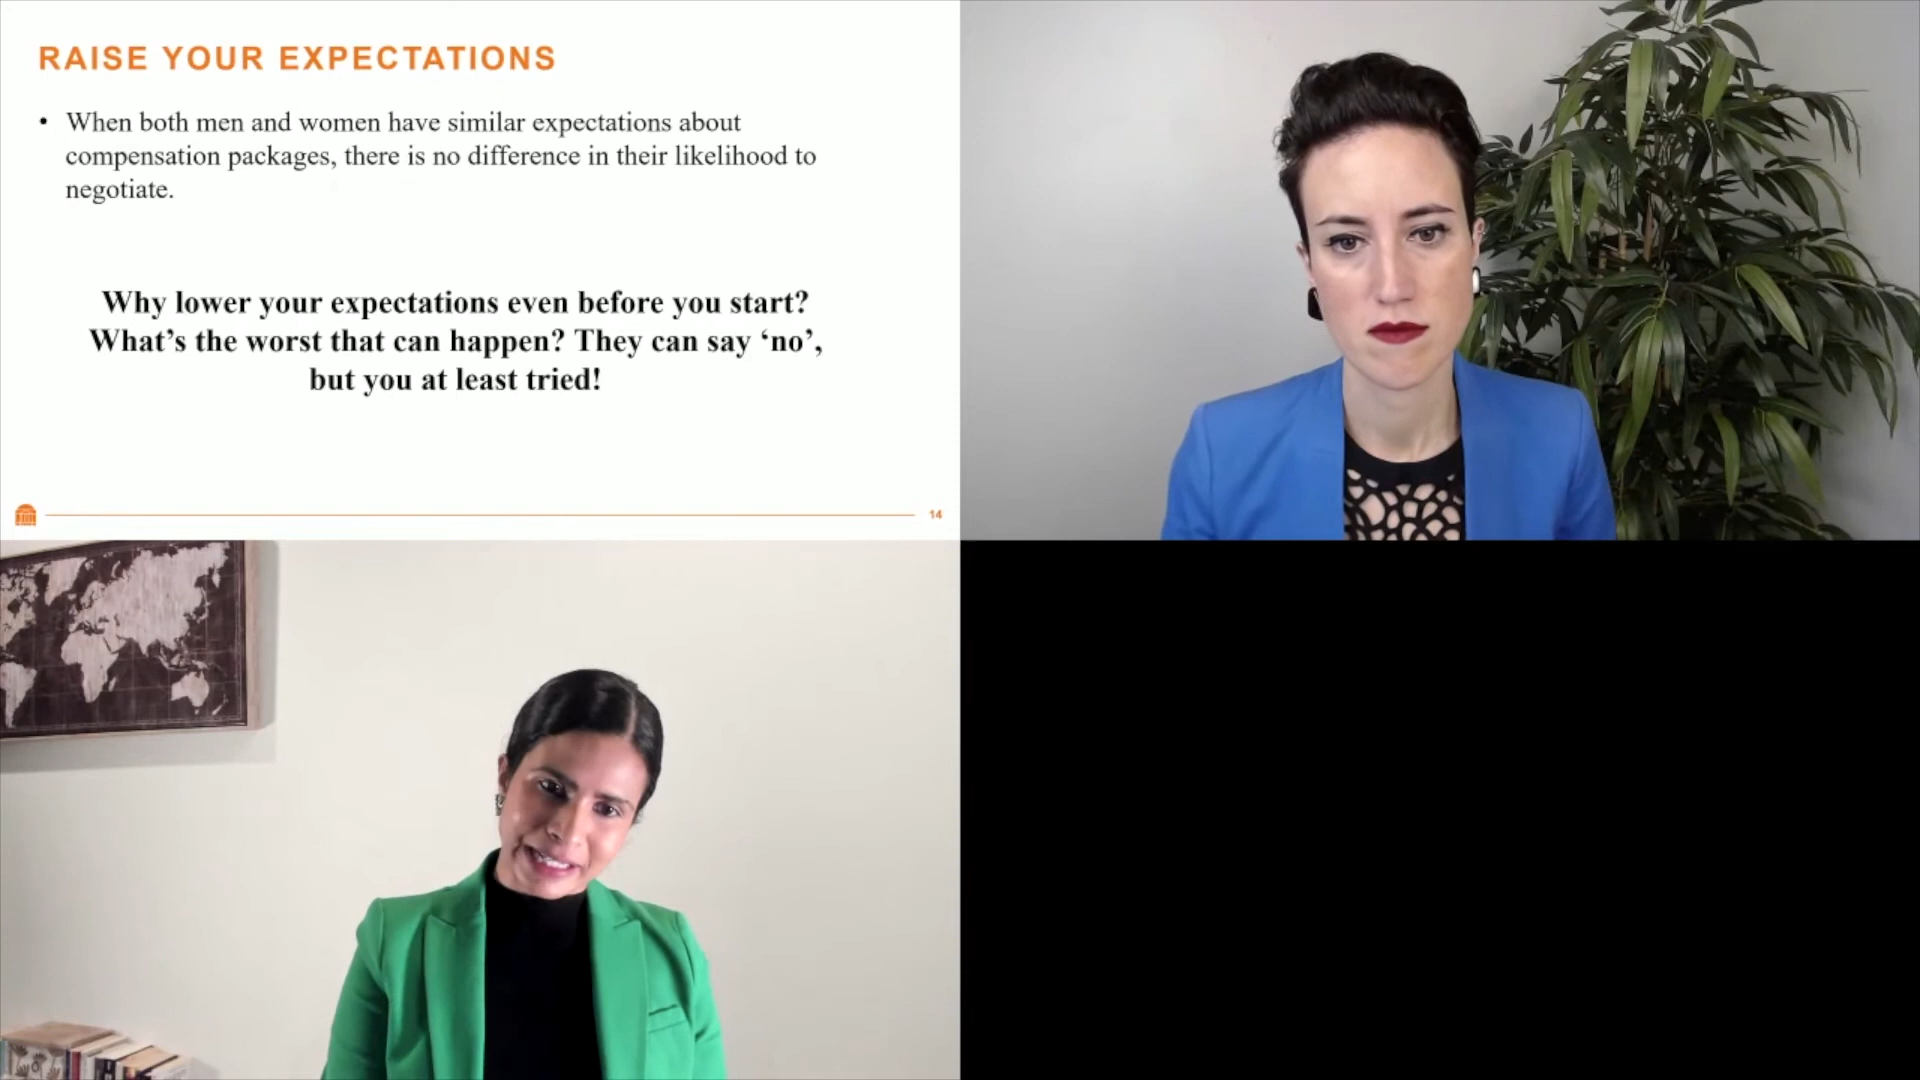 RAISE YOUR EXPECTATIONS
• When both men and women have similar expectations about
compensation packages, there is no difference in their likelihood to
negotiate.
Why lower your expectations even before you start?
What’s the worst that can happen? They can say ‘no’,
but you at least tried!
14